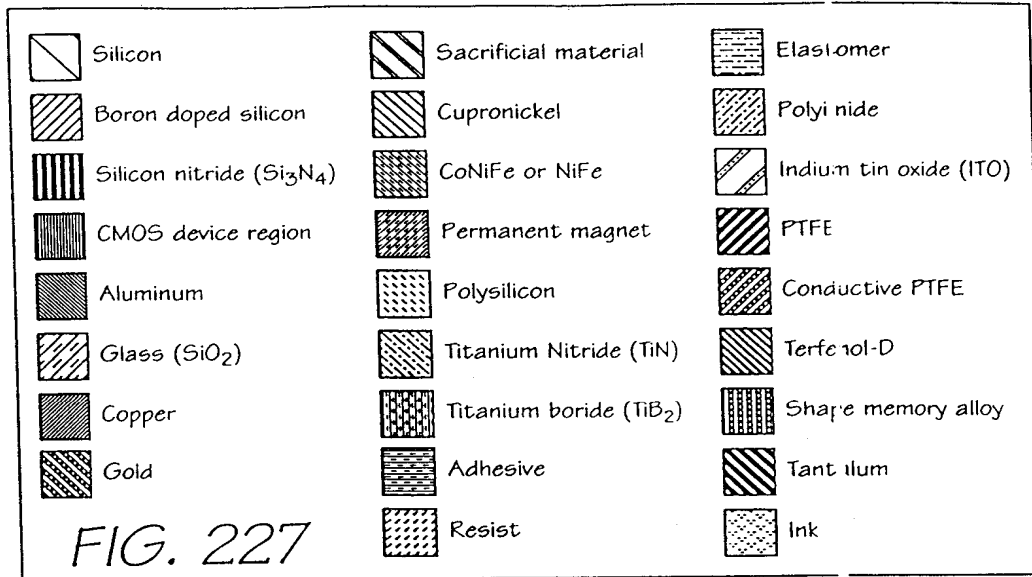 Silicon
Boron doped silicon
Silicon nitride (Si₃N₄)
CMOS device region
Aluminum
Glass (SiO₂)
Copper
Gold
FIG. 227
Sacrificial material
Cupronickel
CoNiFe or NiFe
Permanent magnet
Polysilicon
Titanium Nitride (TiN)
Titanium boride (TiB₂)
Adhesive
Resist
Elastomer
Polyimide
Indium tin oxide (ITO)
PTFE
Conductive PTFE
Terfenol-D
Shape memory alloy
Tantalum
Ink